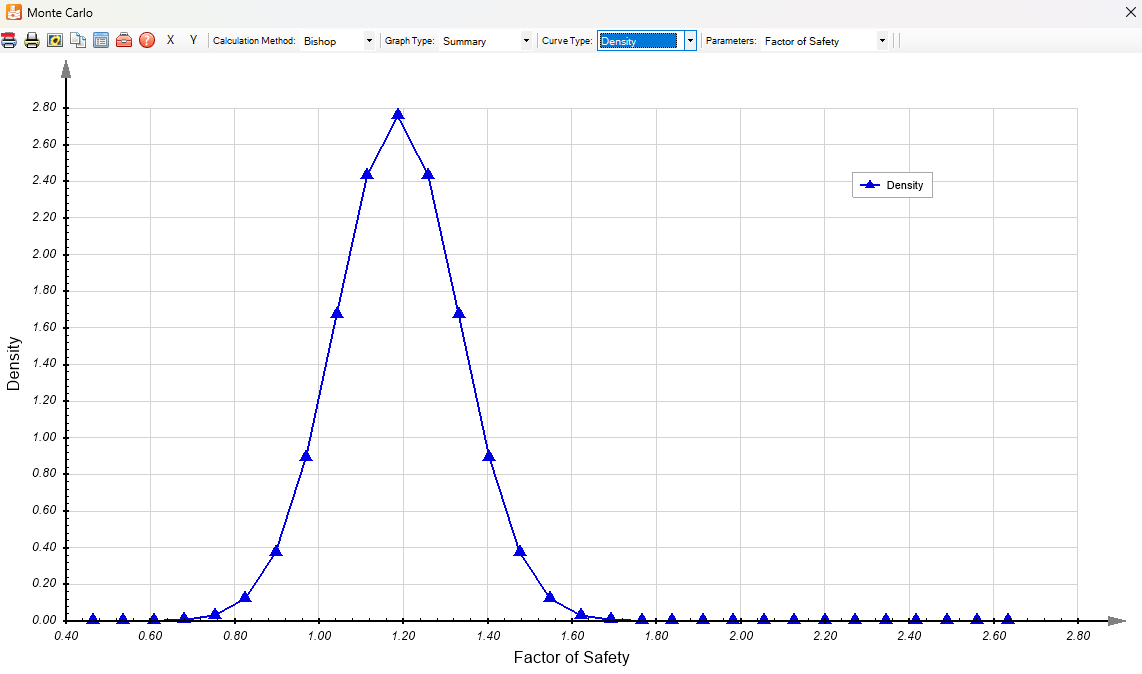 Monte Carlo
X Y Calculation Method: Bishop Graph Type: Summary Curve Type: Density Parameters: Factor of Safety
2.80
2.60
2.40
2.20
2.00
1.80
1.60
1.40
1.20
1.00
0.80
0.60
0.40
0.20
0.00
Density
Density
0.40 0.60 0.80 1.00 1.20 1.40 1.60 1.80 2.00 2.20 2.40 2.60 2.80
Factor of Safety